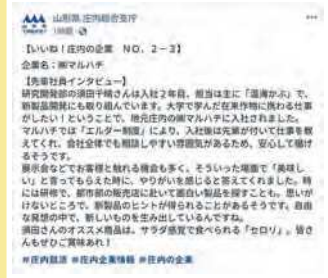 山形県 庄内総合支庁
【いいね!庄内の企業 NO.2-3】
企業名:㈱マルハチ
【先輩社員インタビュー】
研究開発部の須田千晴さんは入社2年目、担当は主に「温海かぶ」で、
新製品開発にも取り組んでいます。大学で学んだ在来作物に携わる仕事
がしたい!ということで、地元庄内の㈱マルハチに入社されました。
マルハチでは「エルダー制度」により、入社後は先輩が付いて仕事を教
えてくれ、会社全体でも相談しやすい雰囲気があるため、安心して働け
るそうです。
展示会などでお客様と触れる機会も多く、そういった場面で「美味し
い」と言ってもらえた時に、やりがいを感じると答えてくれました。時
には研修で、都市部の販売店に赴いて面白い製品を探すことも。思いが
けないところで、新製品のヒントが得られることがあるそうです。自由
な発想の中で、新しいものを生み出しているんですね。
須田さんのオススメ商品は、サラダ感覚で食べられる「セロリ」。皆さ
んもぜひご賞味あれ!
#庄内就活 #庄内企業情報 #庄内の企業